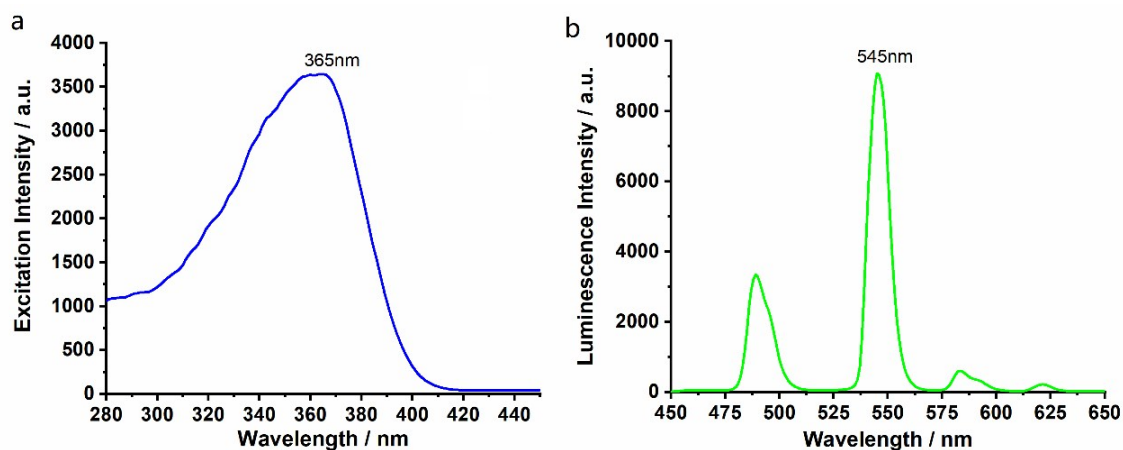 a
365nm
Excitation Intensity / a.u.
4000
3500
3000
2500
2000
1500
1000
500
0
280 300 320 340 360 380 400 420 440
Wavelength / nm
b
545nm
Luminescence Intensity / a.u.
10000
8000
6000
4000
2000
0
450 475 500 525 550 575 600 625 650
Wavelength / nm